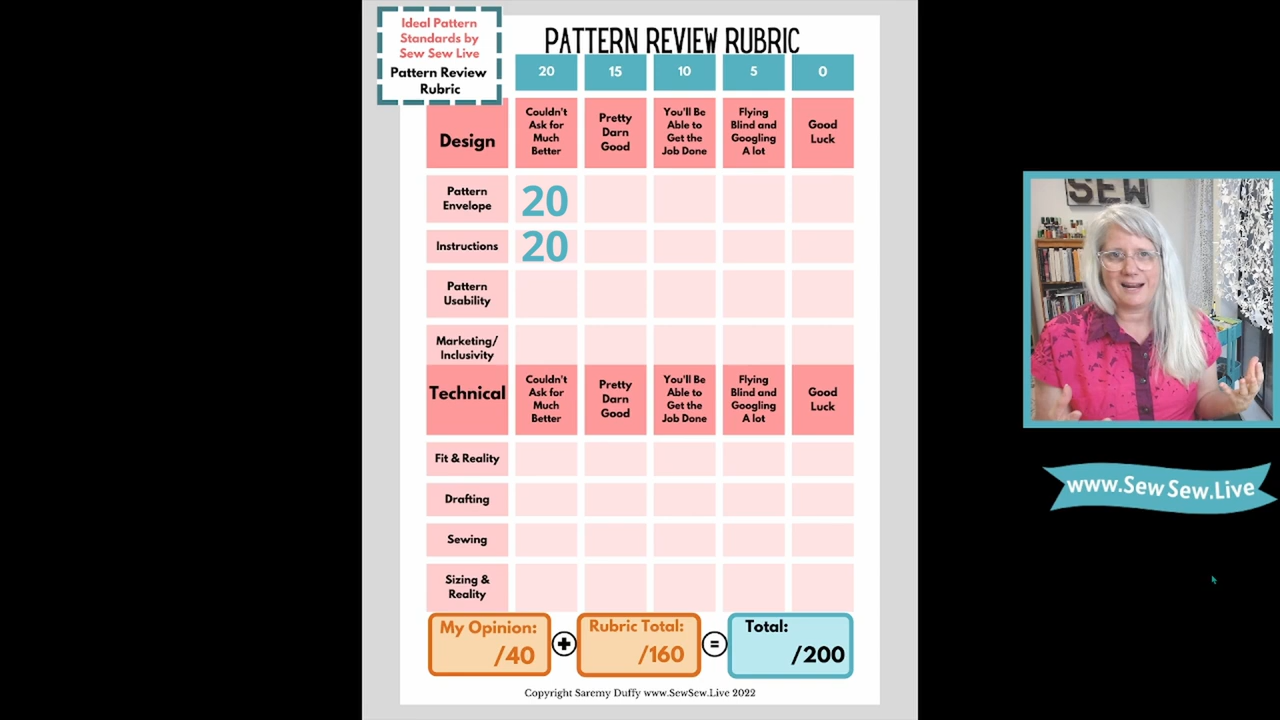 Ideal Pattern
Standards by
Sew Sew Live
Pattern Review
Rubric
PATTERN REVIEW RUBRIC
20 15 10 5 0
Design
Couldn't
Ask for
Much
Better
Pretty
Darn
Good
You'll Be
Able to
Get the
Job Done
Flying
Blind and
Googling
A lot
Good
Luck
Pattern
Envelope
20
Instructions
20
Pattern
Usability
Marketing/
Inclusivity
Technical
Couldn't
Ask for
Much
Better
Pretty
Darn
Good
You'll Be
Able to
Get the
Job Done
Flying
Blind and
Googling
A lot
Good
Luck
Fit & Reality
Drafting
Sewing
Sizing &
Reality
My Opinion:
/40
+
Rubric Total:
/160
=
Total:
/200
Copyright Saremy Duffy www.SewSew.Live 2022
SEW
www.SewSew.Live